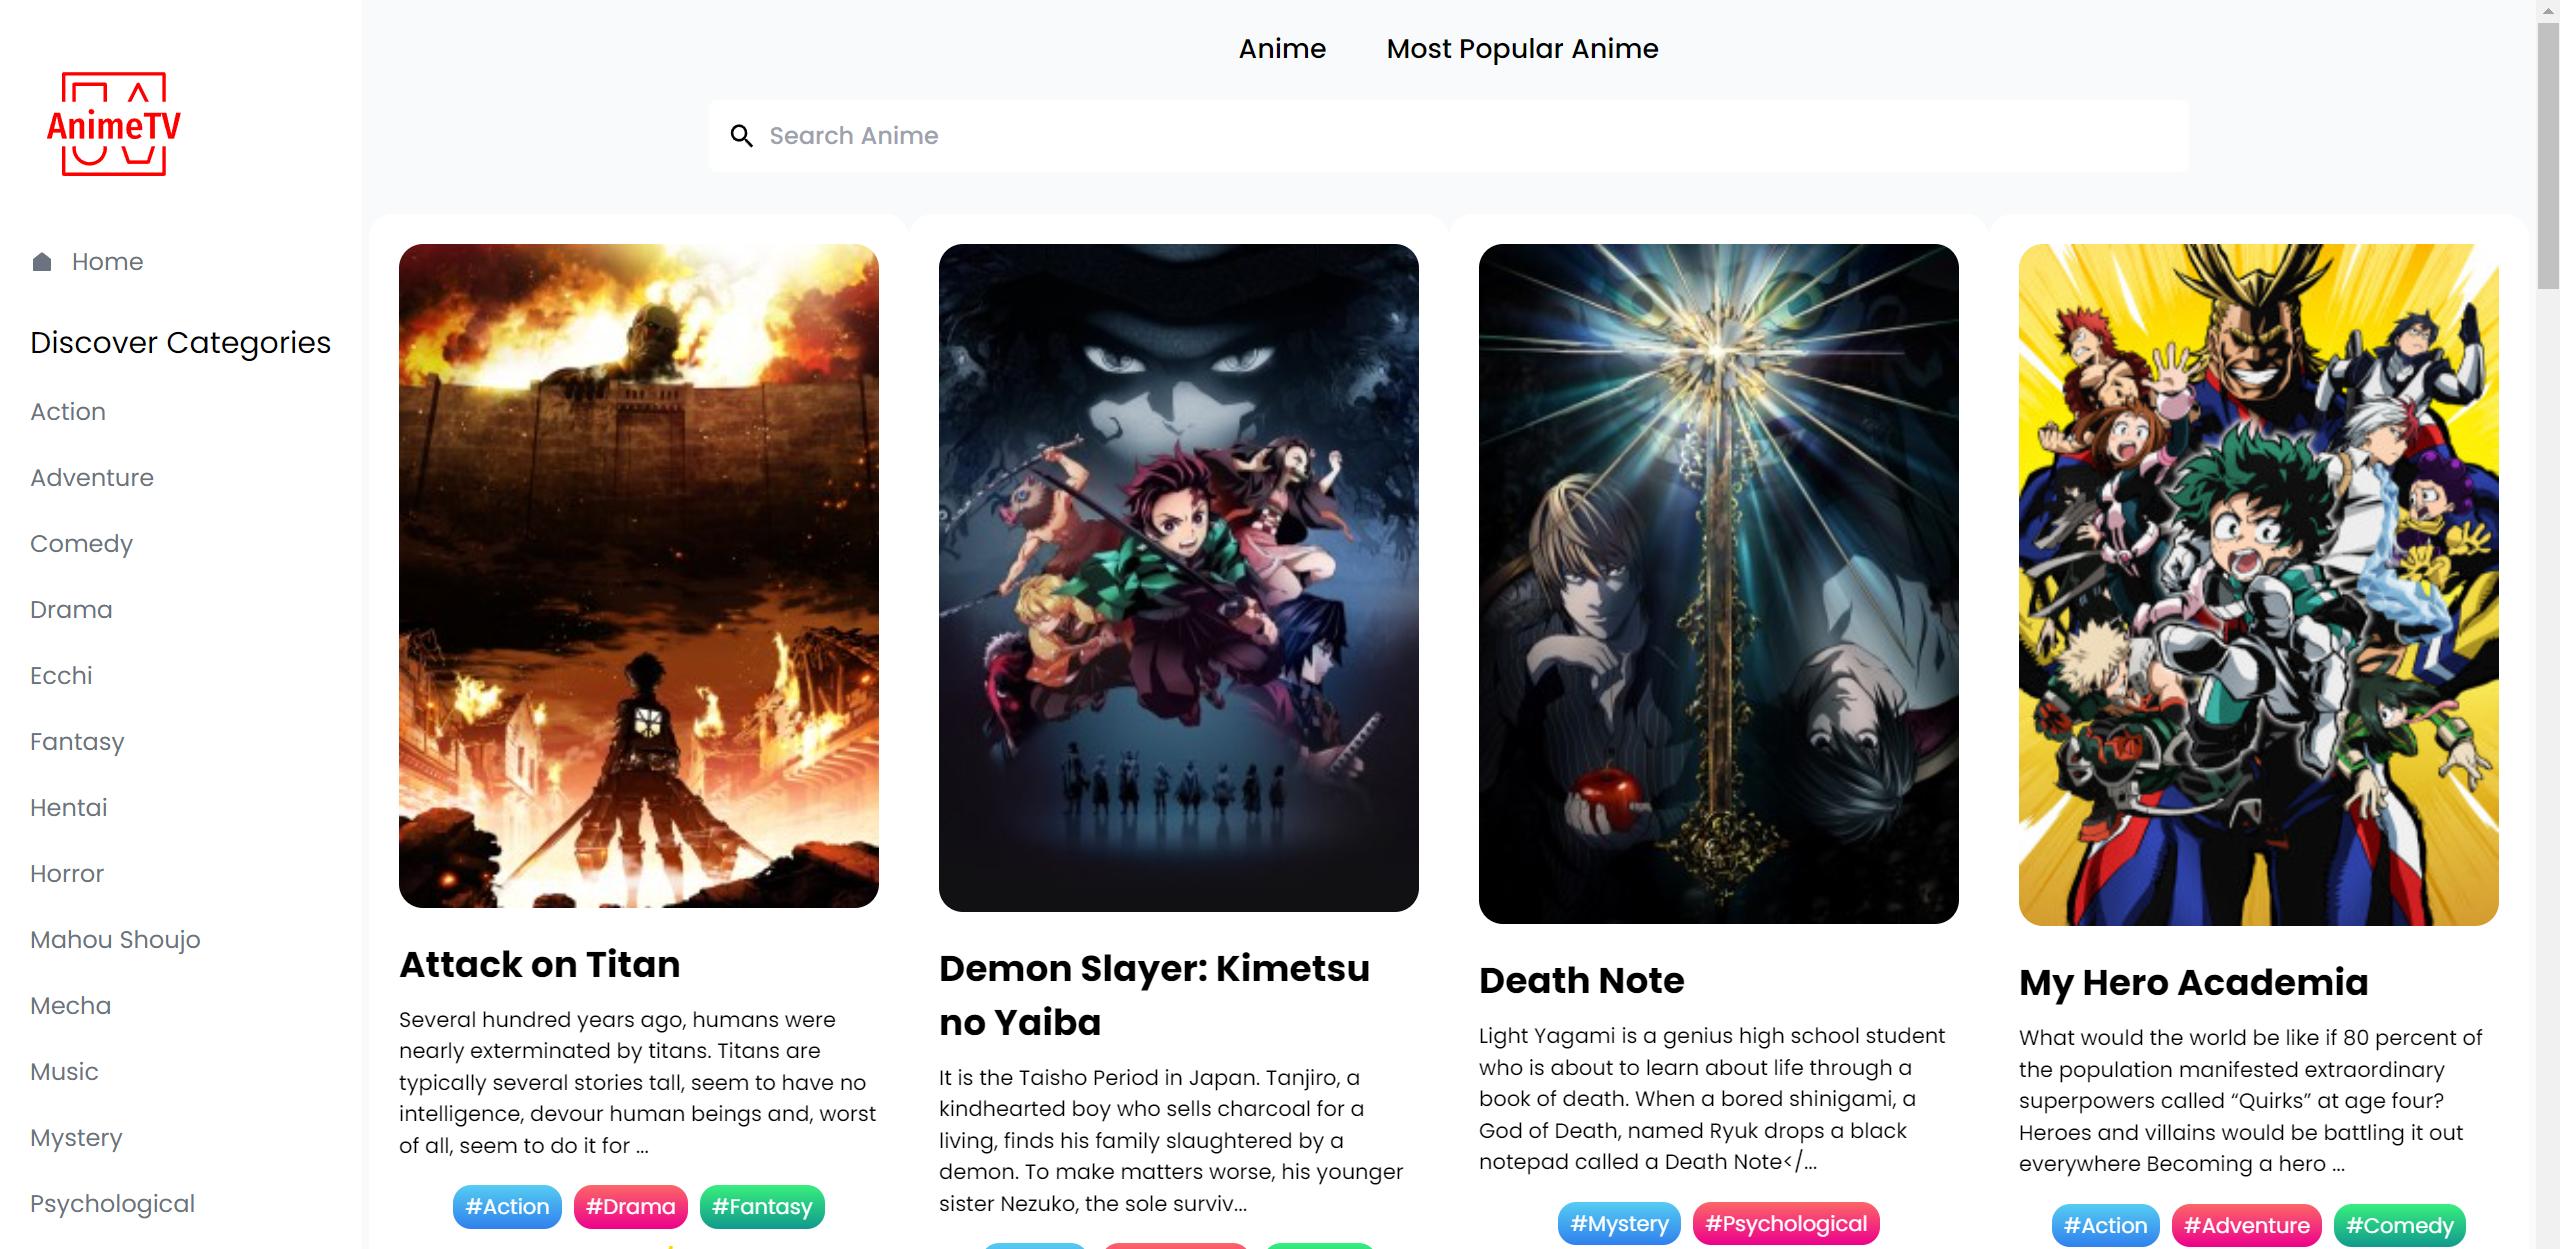 Anime
Most Popular Anime
AnimeTV
Search Anime
Home
Discover Categories
Action
Adventure
Comedy
Drama
Ecchi
Fantasy
Hentai
Horror
Mahou Shoujo
Mecha
Music
Mystery
Psychological
Attack on Titan
Several hundred years ago, humans were
nearly exterminated by titans. Titans are
typically several stories tall, seem to have no
intelligence, devour human beings and, worst
of all, seem to do it for ...
#Action #Drama #Fantasy
Demon Slayer: Kimetsu
no Yaiba
It is the Taisho Period in Japan. Tanjiro, a
kindhearted boy who sells charcoal for a
living, finds his family slaughtered by a
demon. To make matters worse, his younger
sister Nezuko, the sole surviv...
Death Note
Light Yagami is a genius high school student
who is about to learn about life through a
book of death. When a bored shinigami, a
God of Death, named Ryuk drops a black
notepad called a Death Note</...
#Mystery #Psychological
My Hero Academia
What would the world be like if 80 percent of
the population manifested extraordinary
superpowers called “Quirks” at age four?
Heroes and villains would be battling it out
everywhere Becoming a hero ...
#Action #Adventure #Comedy